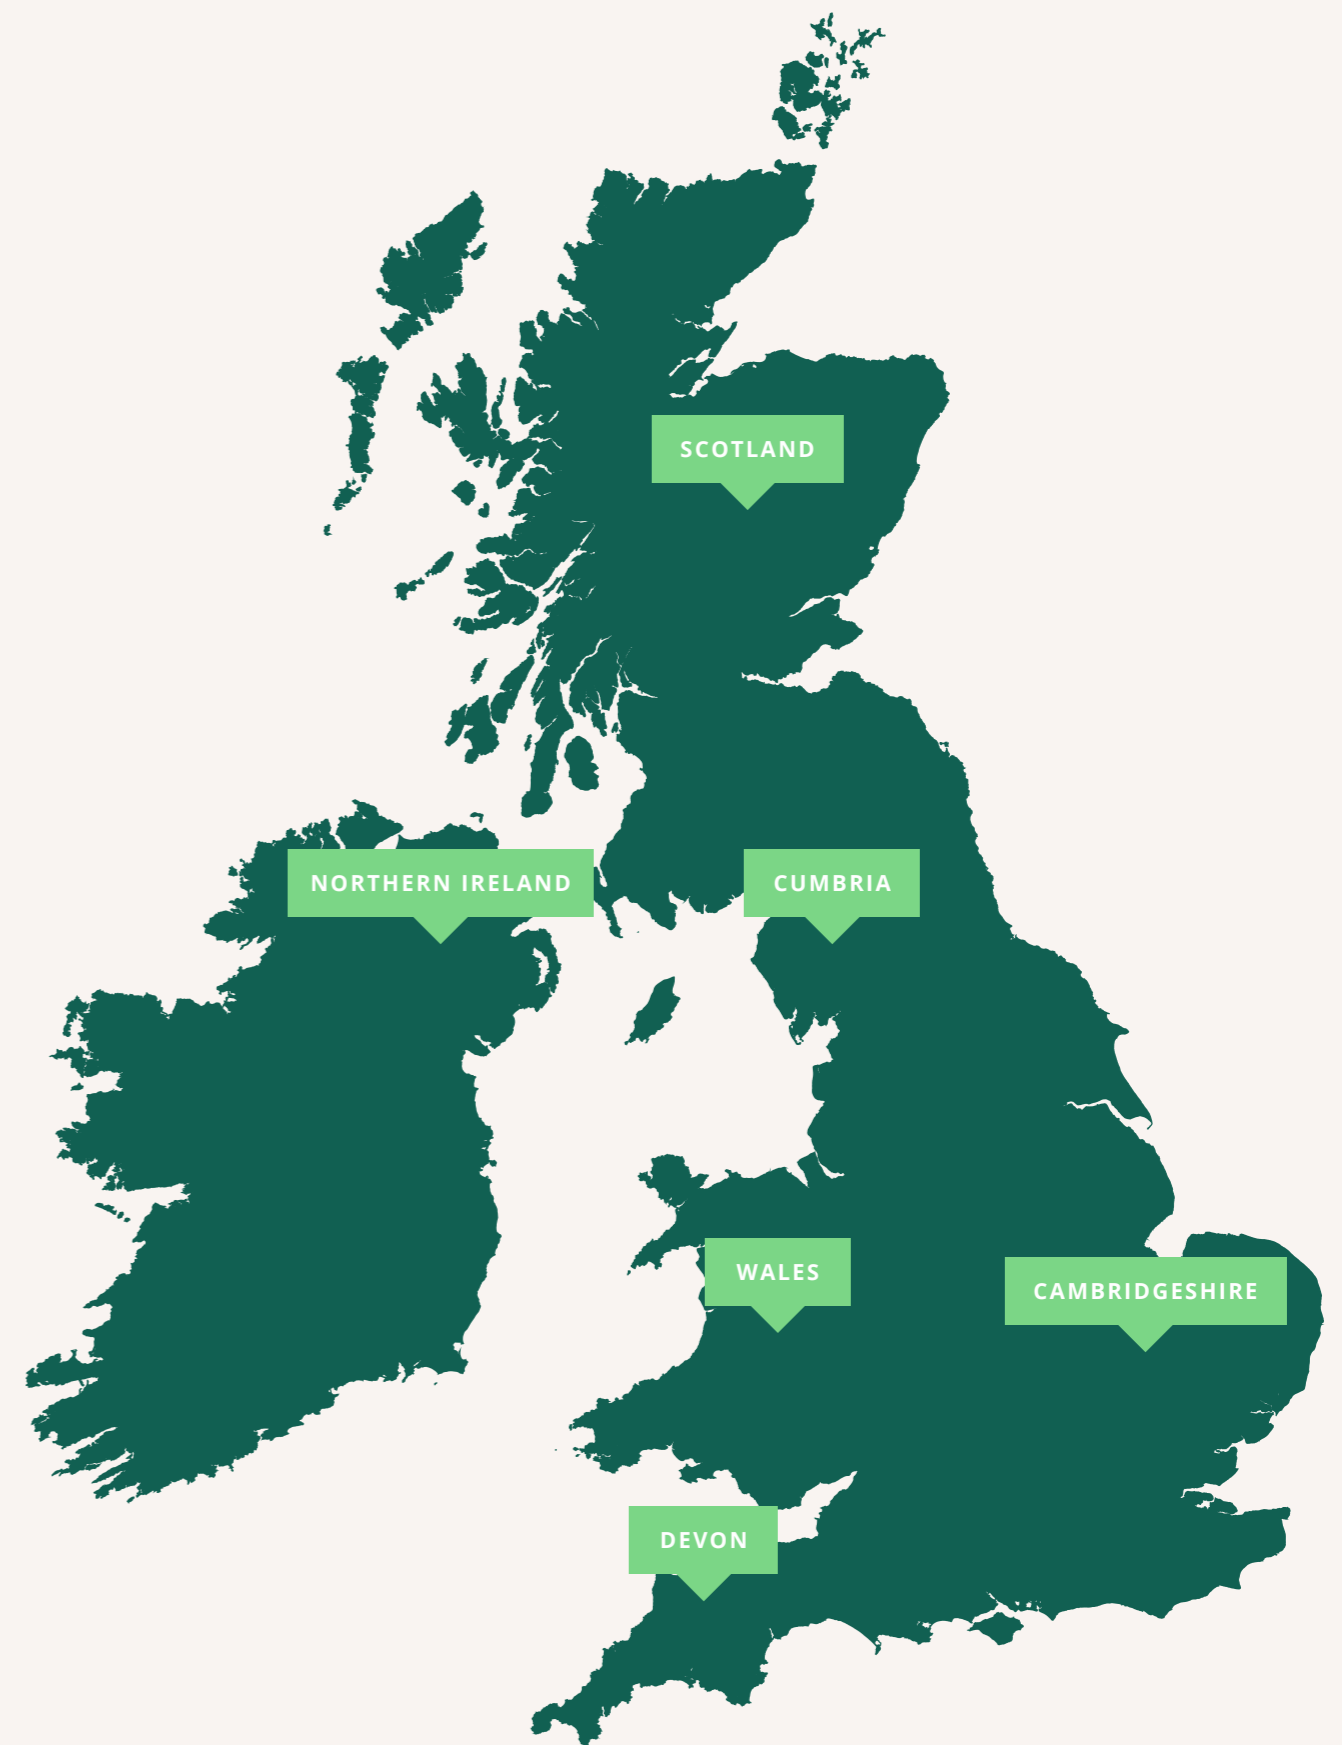 SCOTLAND
NORTHERN IRELAND
CUMBRIA
WALES
CAMBRIDGESHIRE
DEVON